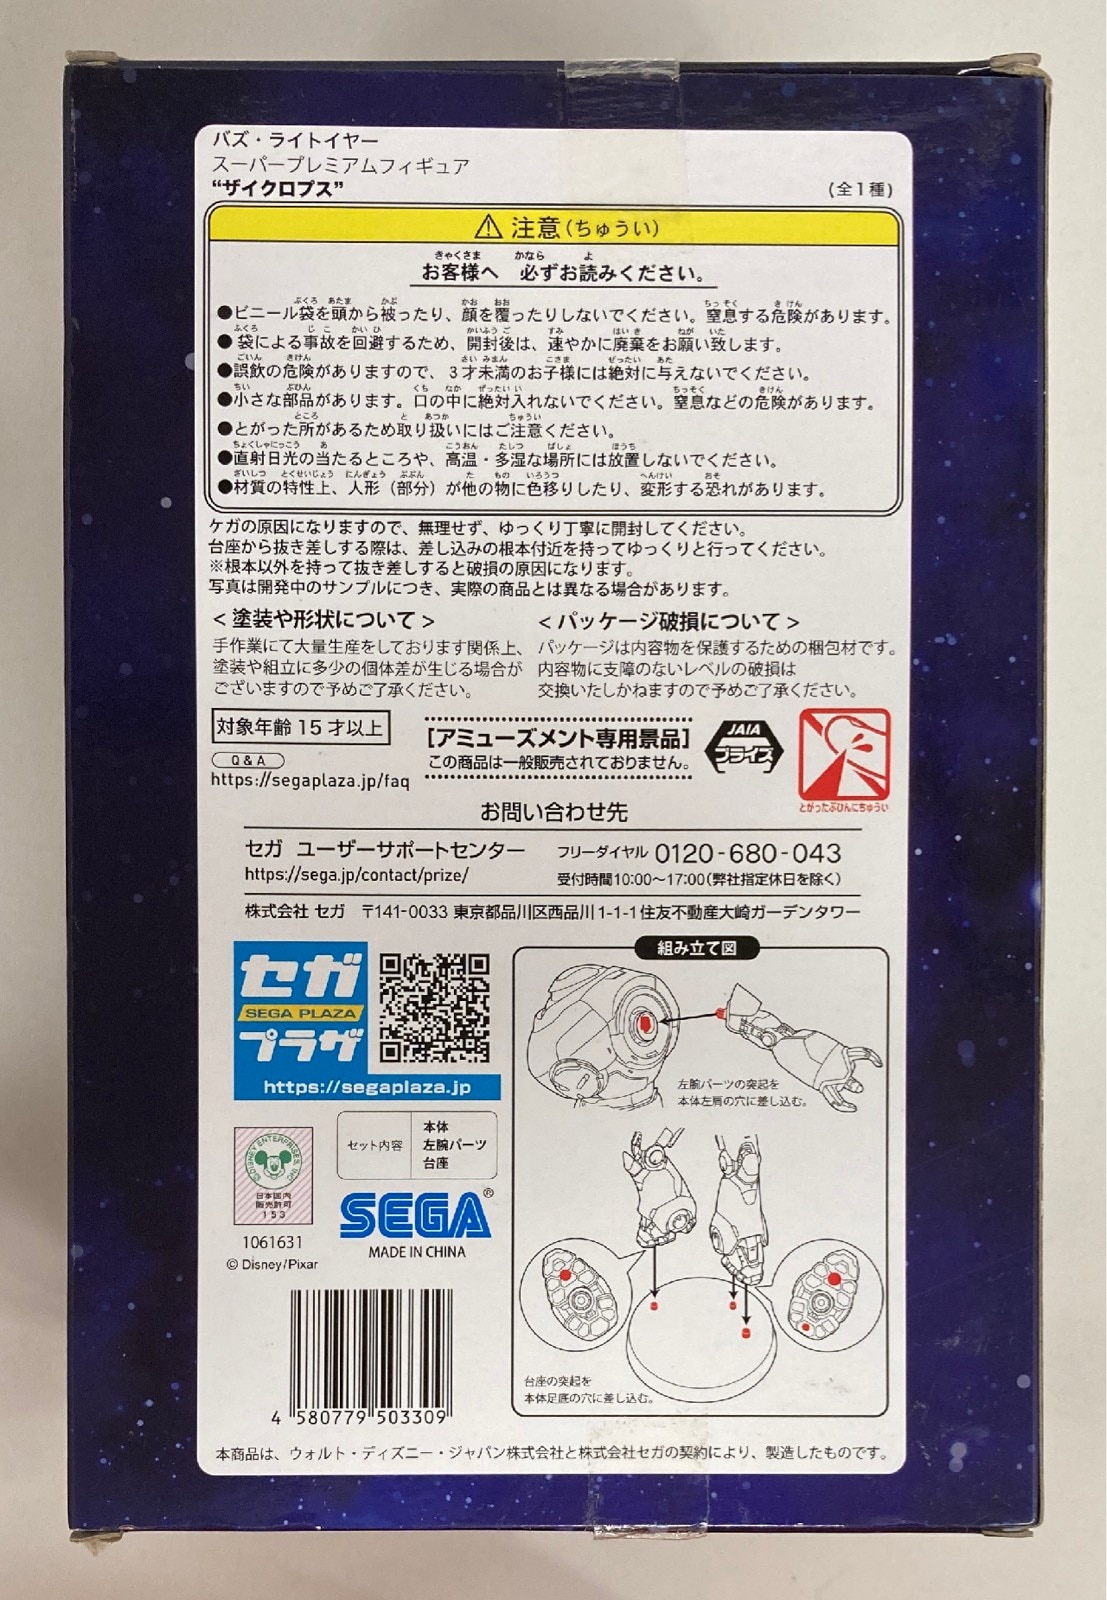 バズ・ライトイヤー
スーパープレミアムフィギュア
“ザイクロプス”
(全1種)
注意(ちゅうい)
お客様へ 必ずお読みください。
●ビニール袋を頭から被ったり、顔を覆ったりしないでください。窒息する危険があります。
●袋による事故を回避するため、開封後は、速やかに廃棄をお願い致します。
●誤飲の危険がありますので、3才未満のお子様には絶対に与えないでください。
●小さな部品があります。口の中に絶対入れないでください。窒息などの危険があります。
●とがった所があるため取り扱いにはご注意ください。
●直射日光の当たるところや、高温・多湿な場所には放置しないでください。
●材質の特性上、人形(部分)が他の物に色移りしたり、変形する恐れがあります。
ケガの原因になりますので、無理せず、ゆっくり丁寧に開封してください。
台座から抜き差しする際は、差し込みの根本付近を持ってゆっくりと行ってください。
※根本以外を持って抜き差しすると破損の原因になります。
写真は開発中のサンプルにつき、実際の商品とは異なる場合があります。
<塗装や形状について>
手作業にて大量生産をしております関係上、
塗装や組立に多少の個体差が生じる場合が
ございますので予めご了承ください。
<パッケージ破損について>
パッケージは内容物を保護するための梱包材です。
内容物に支障のないレベルの破損は
交換いたしかねますので予めご了承ください。
対象年齢 15才以上
Q&A
https://segaplaza.jp/faq
[アミューズメント専用景品]
この商品は一般販売されておりません。
JAIA
プライズ
とがったぶひんにちゅうい
お問い合わせ先
セガ ユーザーサポートセンター
https://sega.jp/contact/prize/
フリーダイヤル 0120-680-043
受付時間10:00〜17:00(弊社指定休日を除く)
株式会社 セガ 〒141-0033 東京都品川区西品川1-1-1住友不動産大崎ガーデンタワー
セガ
SEGA PLAZA
プラザ
https://segaplaza.jp
組み立て図
左腕パーツの突起を
本体左肩の穴に差し込む。
台座の突起を
本体足底の穴に差し込む。
©DISNEY ENTERPRISES, INC.
日本国内
販売許可
153
セット内容
本体
左腕パーツ
台座
SEGA®
MADE IN CHINA
1061631
© Disney/Pixar
4 580779 503309
本商品は、ウォルト・ディズニー・ジャパン株式会社と株式会社セガの契約により、製造したものです。